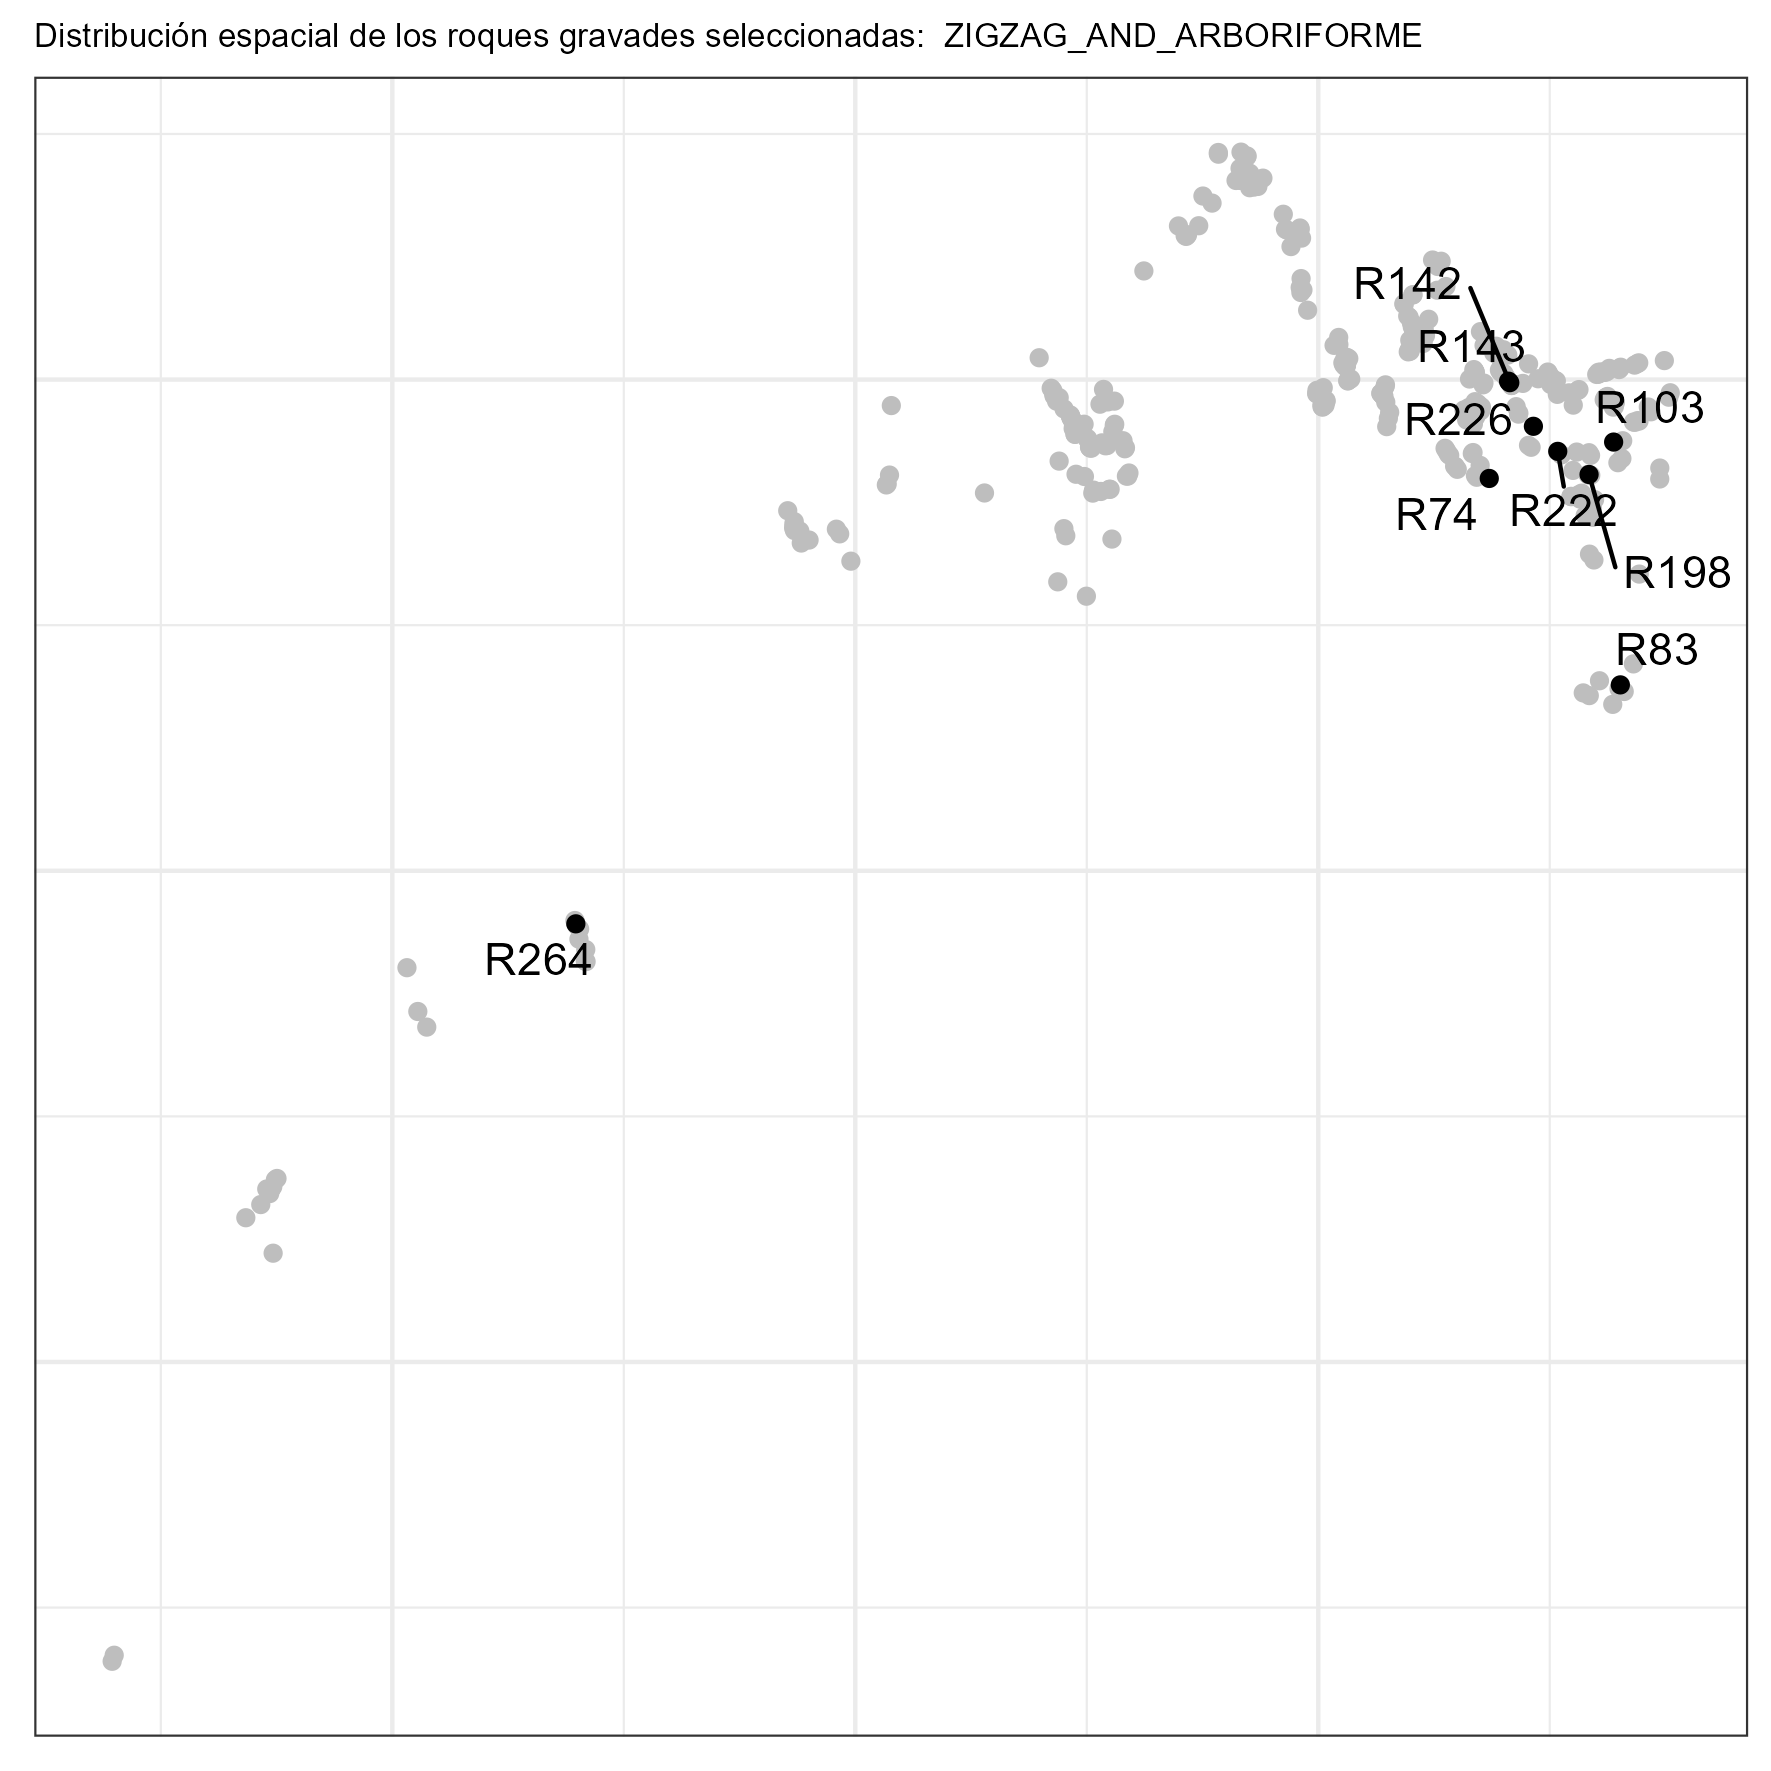 Distribución espacial de los roques gravades seleccionadas:  ZIGZAG_AND_ARBORIFORME
R142
R143
R103
R226
R74
R222
R198
R83
R264